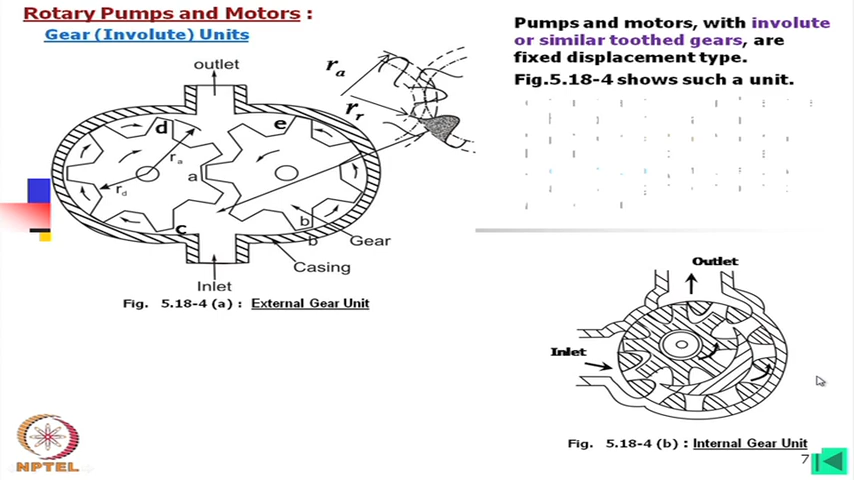 Rotary Pumps and Motors :
Gear (Involute) Units
Pumps and motors, with involute
or similar toothed gears, are
fixed displacement type.
Fig.5.18-4 shows such a unit.
outlet
r_a
r_r
d
e
r_a
a
r_d
b
c
b
Gear
Casing
Inlet
Fig. 5.18-4 (a) : External Gear Unit
Outlet
Inlet
Fig. 5.18-4 (b) : Internal Gear Unit
NPTEL
7